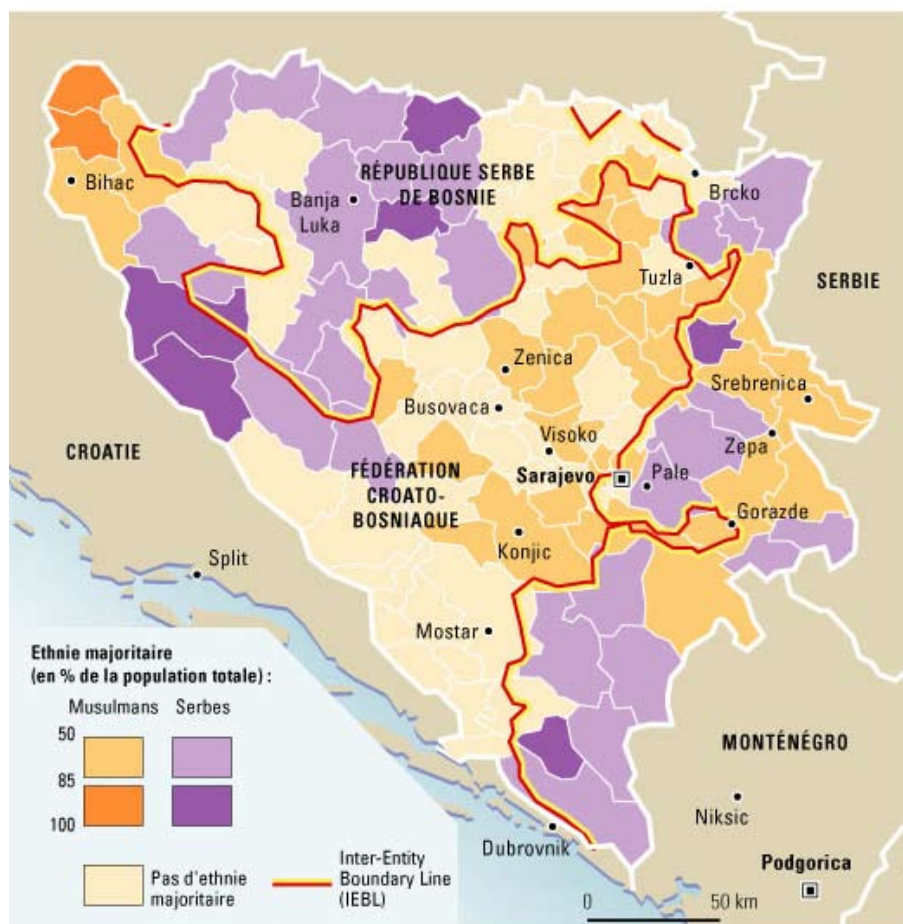 Bihac
RÉPUBLIQUE SERBE
DE BOSNIE
Banja
Luka
Brcko
Tuzla
SERBIE
Zenica
Srebrenica
Busovaca
Visoko
Zepa
CROATIE
Sarajevo
Pale
FÉDÉRATION
CROATO-
BOSNIAQUE
Gorazde
Konjic
Split
Mostar
Ethnie majoritaire
(en % de la population totale) :
Musulmans Serbes
50
85
100
Pas d'ethnie
majoritaire
Inter-Entity
Boundary Line
(IEBL)
MONTÉNÉGRO
Niksic
Dubrovnik
Podgorica
0 50 km